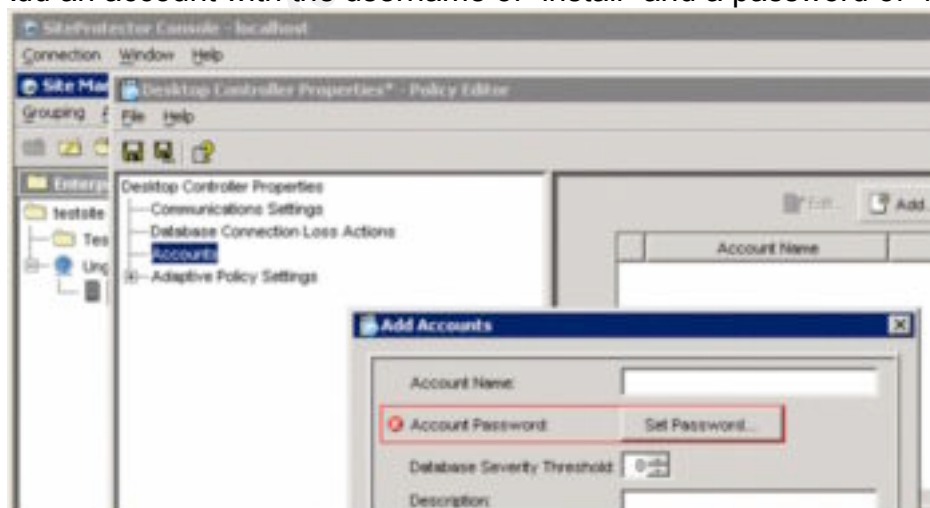 an account with the username of "install" and a password of
SiteProtector Console - localhost
Connection Window Help
Site Mar
Desktop Controller Properties* - Policy Editor
Grouping
File Help
Enterp
Desktop Controller Properties
testsite
Communications Settings
Edit...
Add.
Tes
Database Connection Loss Actions
Account Name
Ung
Accounts
Adaptive Policy Settings
Add Accounts
Account Name:
Account Password:
Set Password...
Database Severity Threshold:
0
Description: